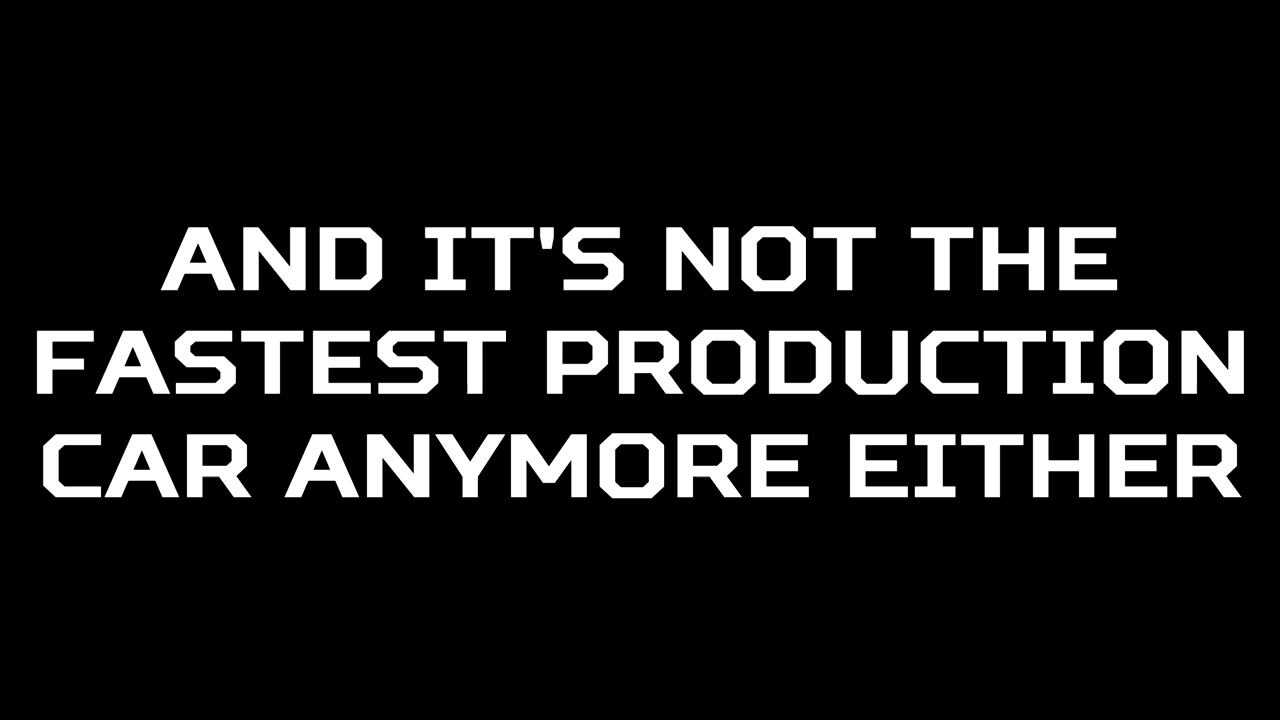 AND IT'S NOT THE
FASTEST PRODUCTION
CAR ANYMORE EITHER